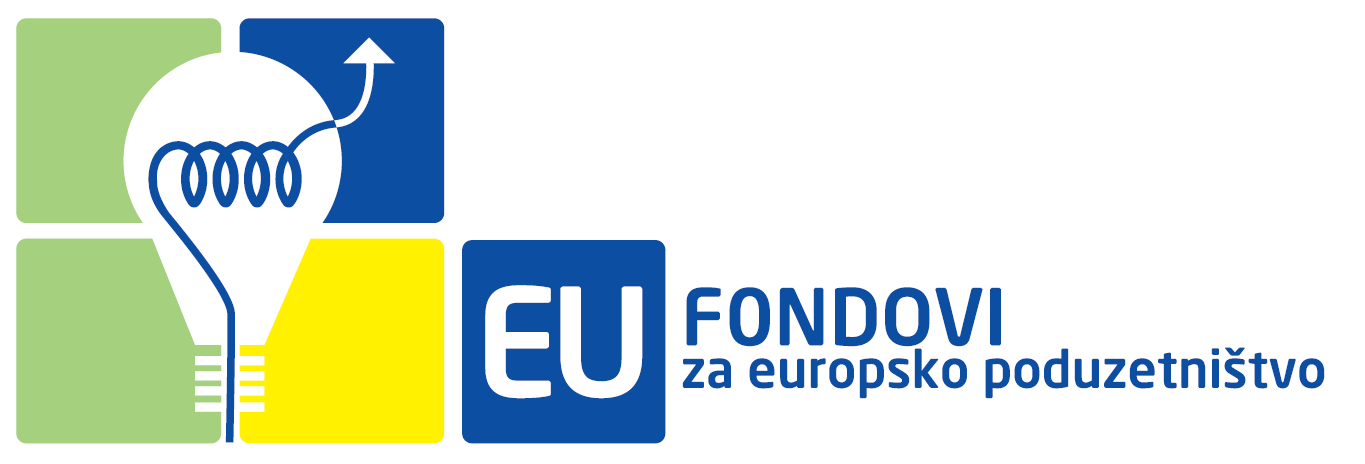 EU
FONDOVI
za europsko poduzetništvo